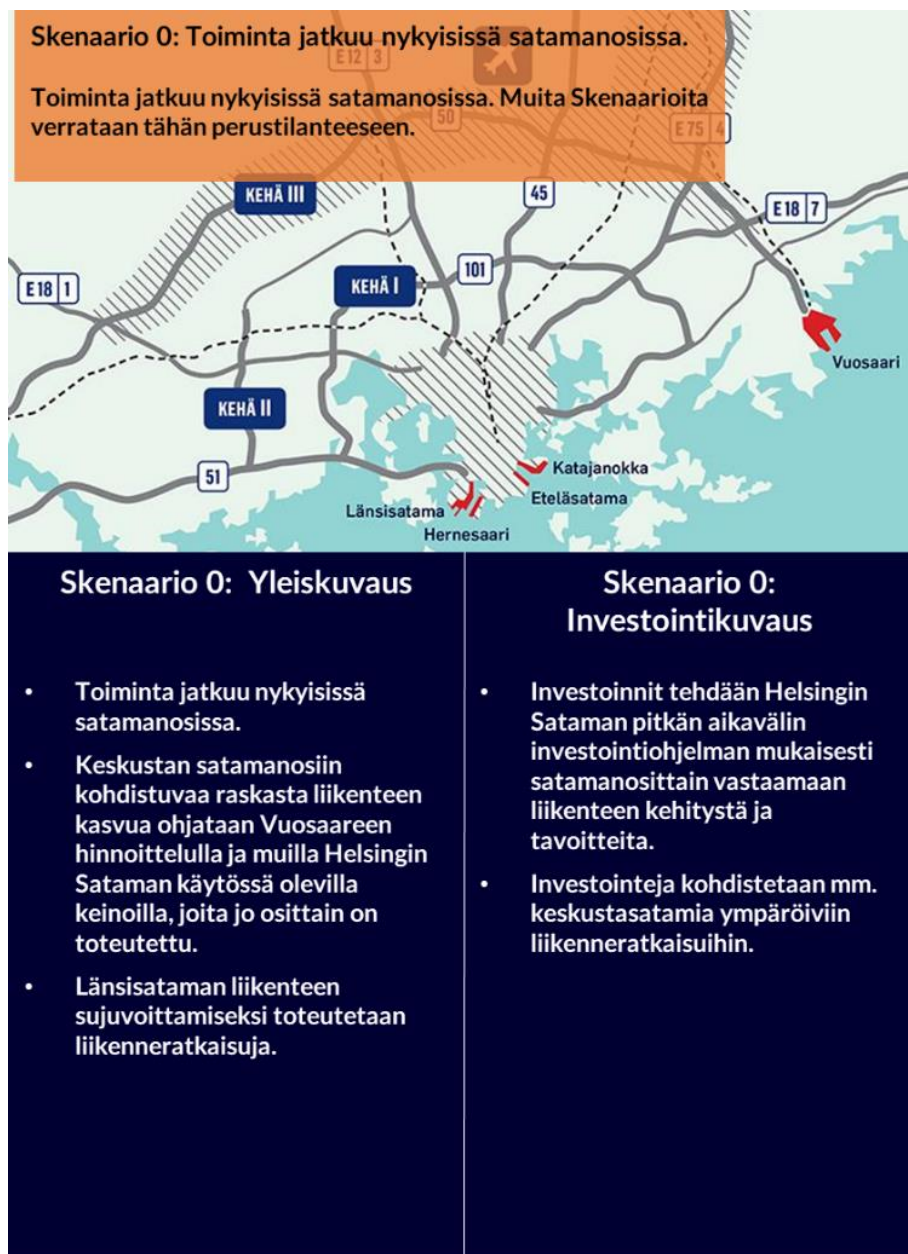 Skenaario 0: Toiminta jatkuu nykyisissä satamanosissa.
Toiminta jatkuu nykyisissä satamanosissa. Muita Skenaarioita
verrataan tähän perustilanteeseen.
E 12 3
50
E 75 4
KEHÄ III
45
E 18 7
E 18 1
KEHÄ I
101
Vuosaari
KEHÄ II
51
Katajanokka
Eteläsatama
Länsisatama
Hernesaari
Skenaario 0: Yleiskuvaus
• Toiminta jatkuu nykyisissä
satamanosissa.
• Keskustan satamanosiin
kohdistuvaa raskasta liikenteen
kasvua ohjataan Vuosaareen
hinnoittelulla ja muilla Helsingin
Sataman käytössä olevilla
keinoilla, joita jo osittain on
toteutettu.
• Länsisataman liikenteen
sujuvoittamiseksi toteutetaan
liikenneratkaisuja.
Skenaario 0:
Investointikuvaus
• Investoinnit tehdään Helsingin
Sataman pitkän aikavälin
investointiohjelman mukaisesti
satamanosittain vastaamaan
liikenteen kehitystä ja
tavoitteita.
• Investointeja kohdistetaan mm.
keskustasatamia ympäröiviin
liikenneratkaisuihin.